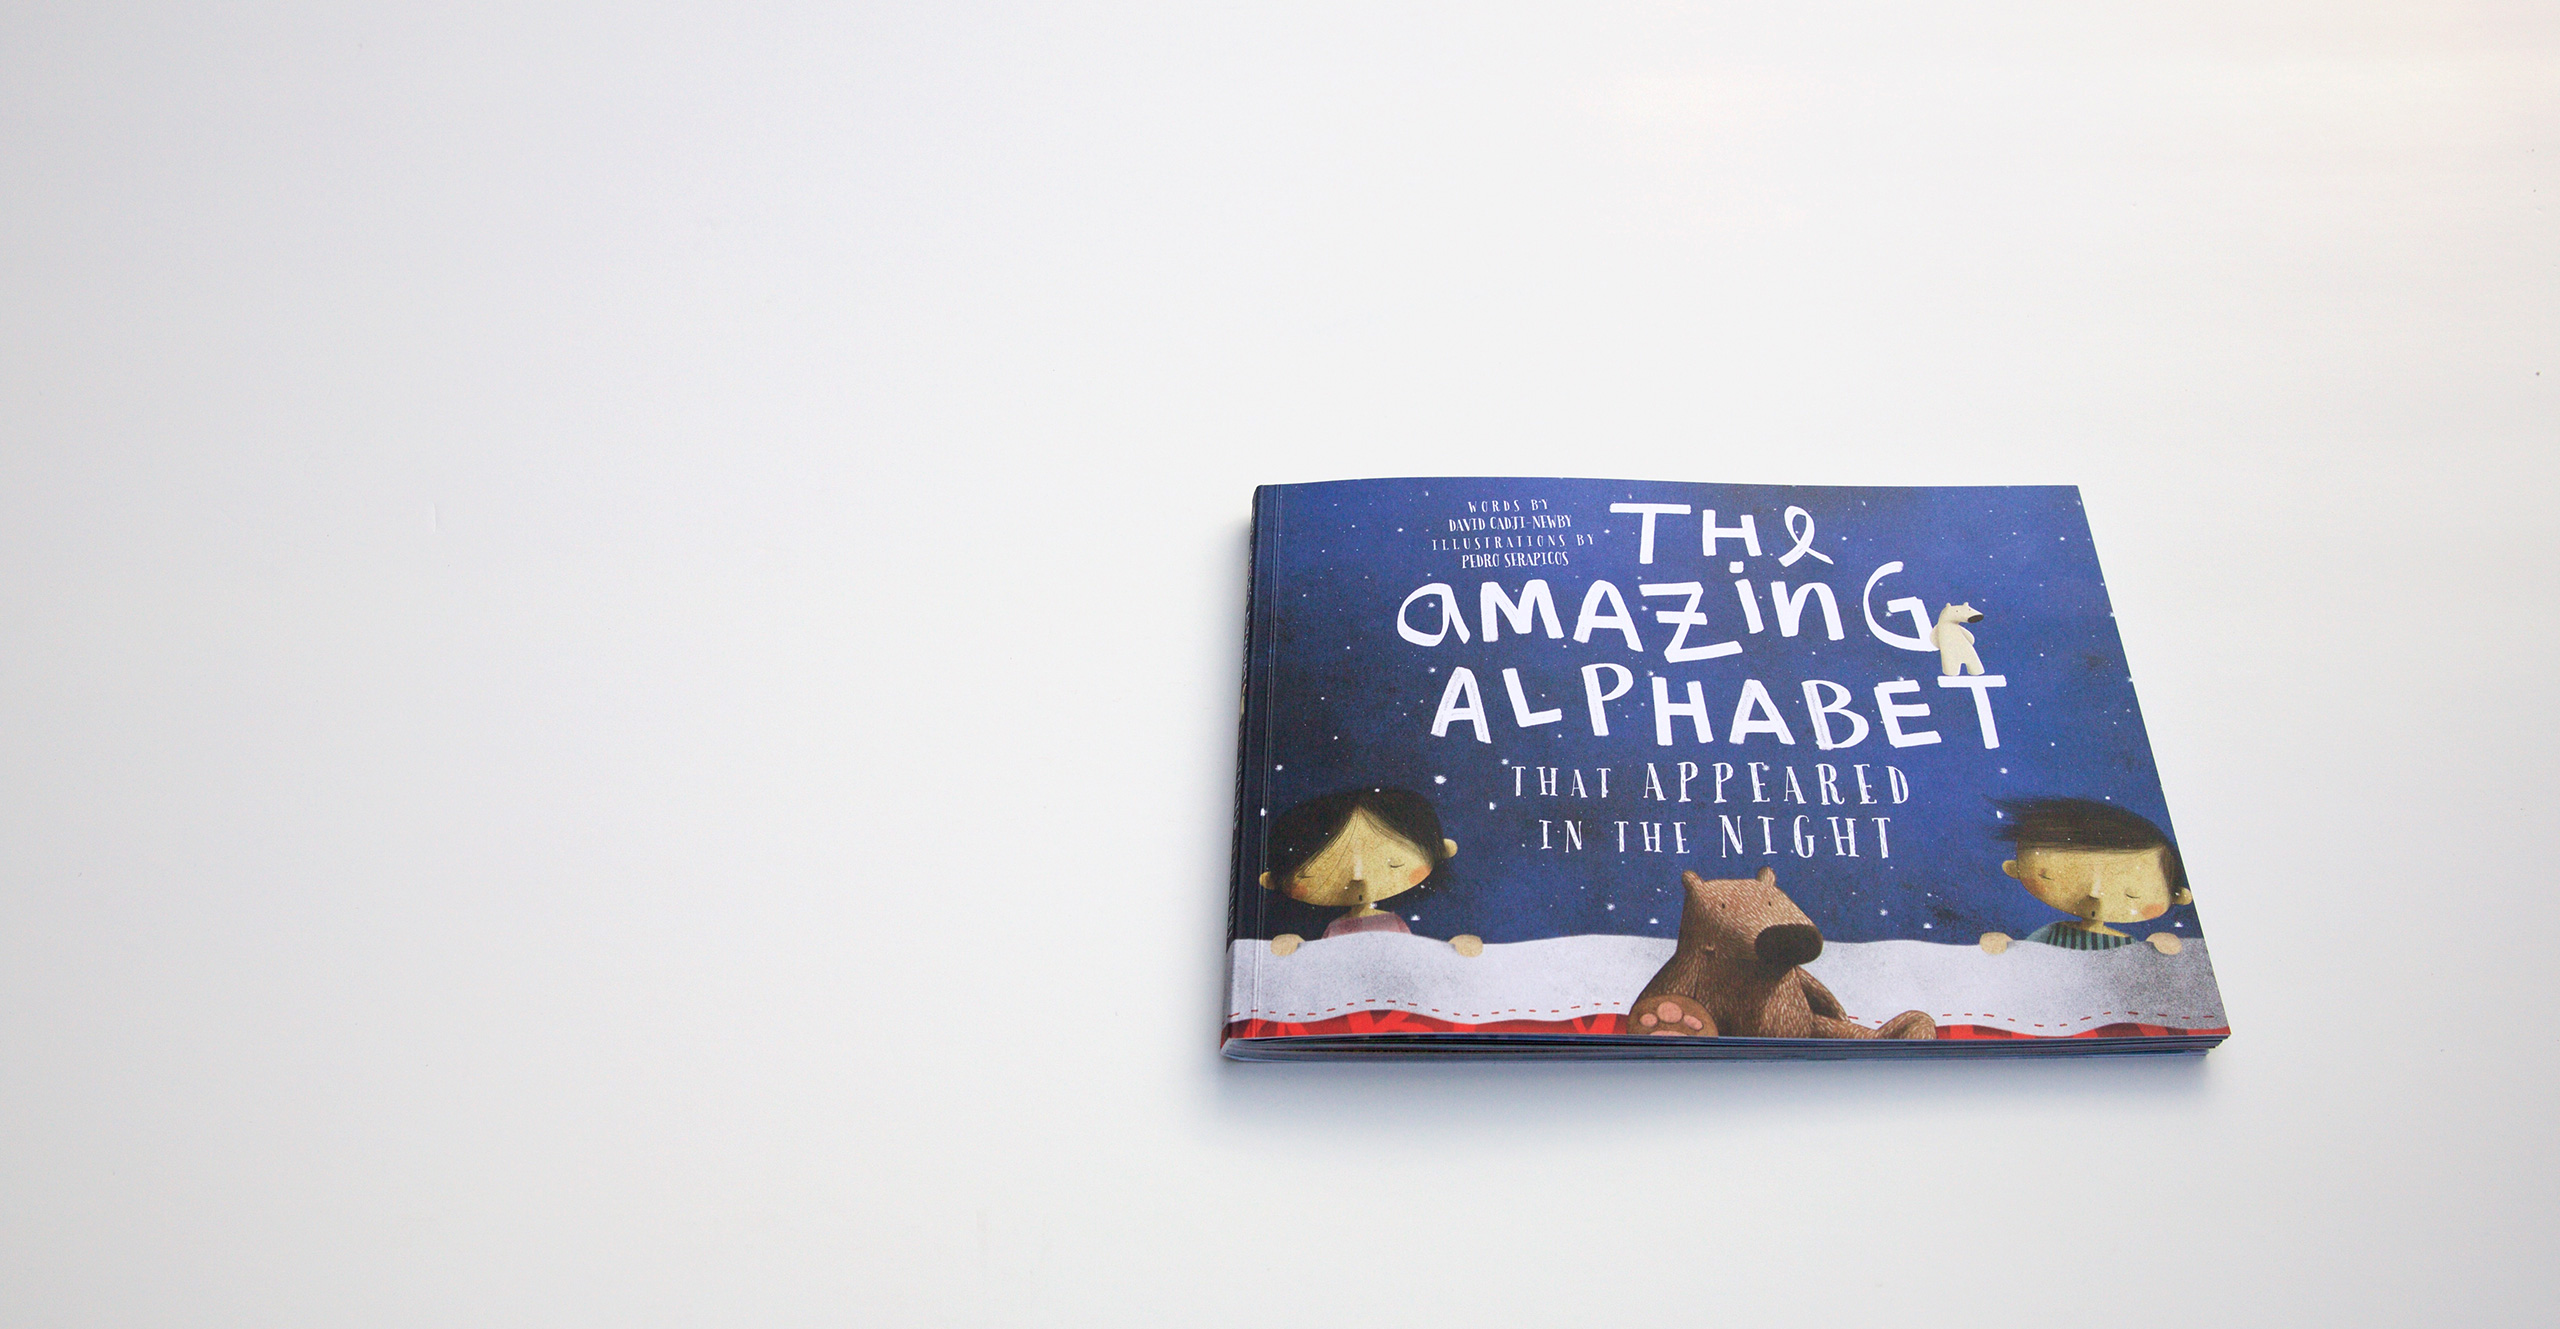 WORDS BY
DAVID CADJI-NEWBY
ILLUSTRATIONS BY
PEDRO SERAPICOS
THe
aMAZinG
ALPHABET
THAT APPEARED
IN THE NIGHT